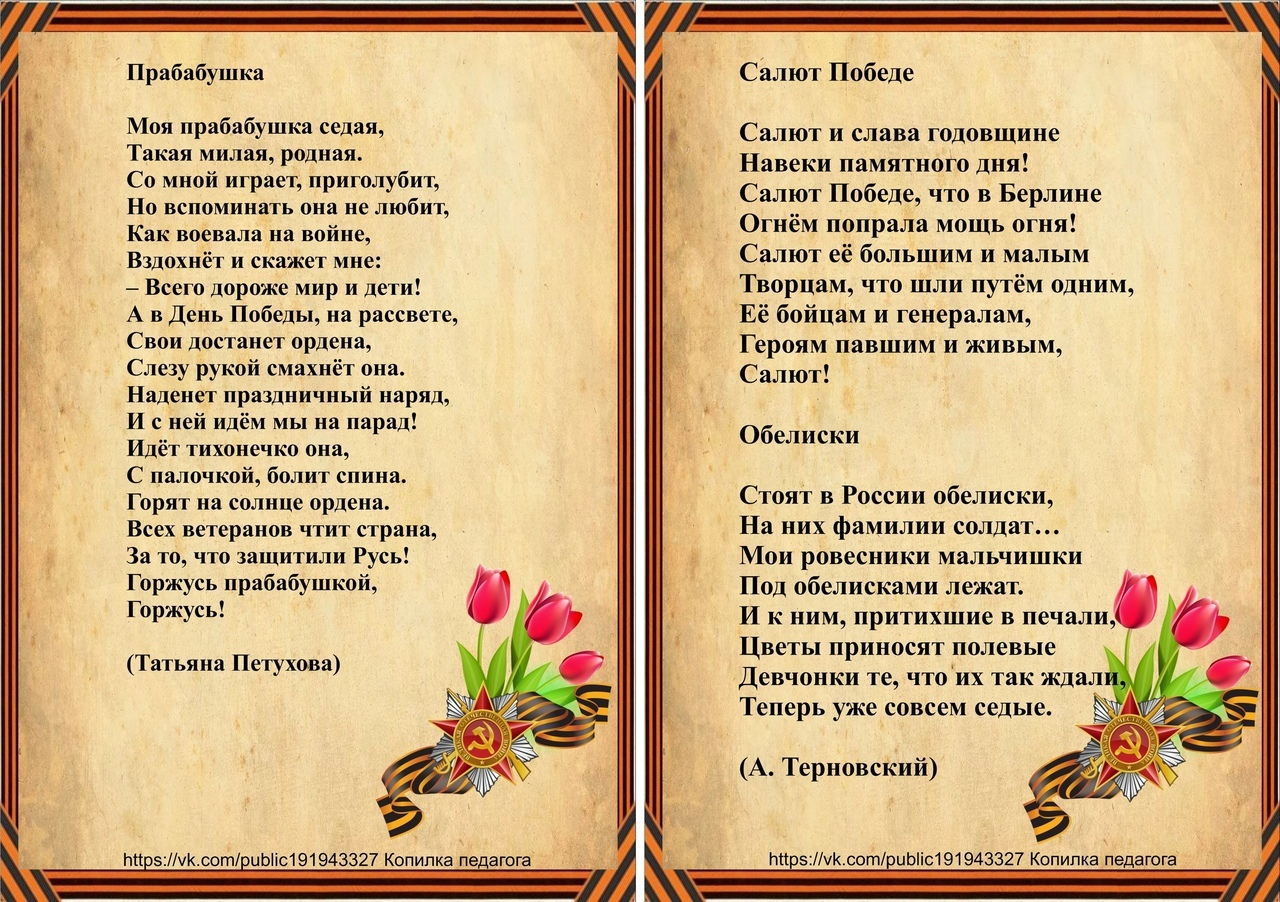 Прабабушка
Моя прабабушка седая,
Такая милая, родная.
Со мной играет, приголубит,
Но вспоминать она не любит,
Как воевала на войне,
Вздохнёт и скажет мне:
– Всего дороже мир и дети!
А в День Победы, на рассвете,
Свои достанет ордена,
Слезу рукой смахнёт она.
Наденет праздничный наряд,
И с ней идём мы на парад!
Идёт тихонечко она,
С палочкой, болит спина.
Горят на солнце ордена.
Всех ветеранов чтит страна,
За то, что защитили Русь!
Горжусь прабабушкой,
Горжусь!
(Татьяна Петухова)
https://vk.com/public191943327 Копилка педагога
Салют Победе
Салют и слава годовщине
Навеки памятного дня!
Салют Победе, что в Берлине
Огнём попрала мощь огня!
Салют её большим и малым
Творцам, что шли путём одним,
Её бойцам и генералам,
Героям павшим и живым,
Салют!
Обелиски
Стоят в России обелиски,
На них фамилии солдат…
Мои ровесники мальчишки
Под обелисками лежат.
И к ним, притихшие в печали,
Цветы приносят полевые
Девчонки те, что их так ждали,
Теперь уже совсем седые.
(А. Терновский)
https://vk.com/public191943327 Копилка педагога